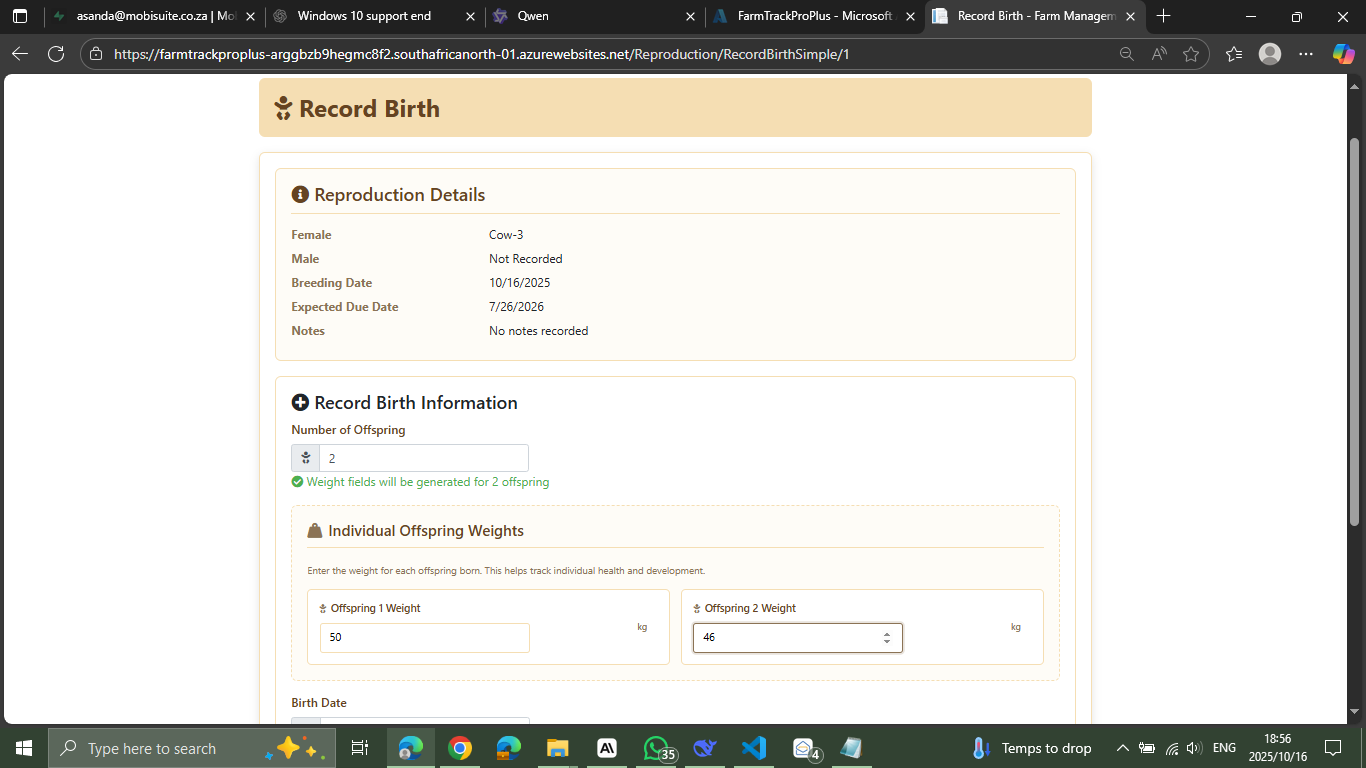 asanda@mobisuite.co.za | Mo
Windows 10 support end
Qwen
FarmTrackProPlus - Microsoft
Record Birth - Farm Managem
https://farmtrackproplus-arggbzb9hegmc8f2.southafricanorth-01.azurewebsites.net/Reproduction/RecordBirthSimple/1
Record Birth
Reproduction Details
Female Cow-3
Male Not Recorded
Breeding Date 10/16/2025
Expected Due Date 7/26/2026
Notes No notes recorded
Record Birth Information
Number of Offspring
2
Weight fields will be generated for 2 offspring
Individual Offspring Weights
Enter the weight for each offspring born. This helps track individual health and development.
Offspring 1 Weight
50 kg
Offspring 2 Weight
46 kg
Birth Date
Type here to search
35
4
Temps to drop
ENG
18:56
2025/10/16